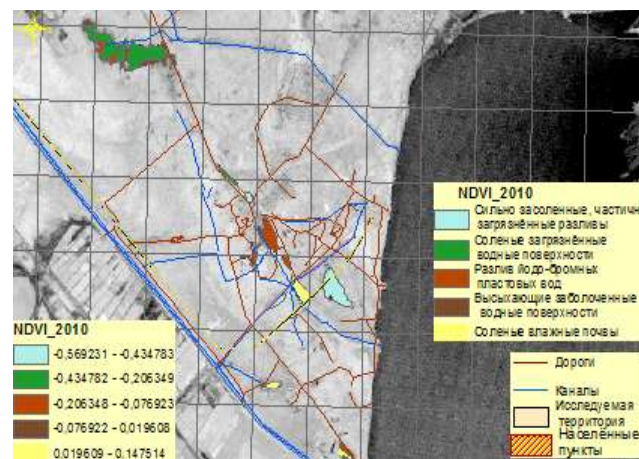 NDVI_2010
Сильно засоленные, частичн
загрязнённые разливы
Соленые загрязнённые
водные поверхности
Разлив йодо-бромных
пластовых вод
Высыхающие заболоченные
водные поверхности
Соленые влажные почвы
NDVI_2010
-0,569231 - -0,434783
-0,434782 - -0,206349
-0,206348 - -0,076923
-0,076922 - 0,019608
0,019609 - 0,147514
Дороги
Каналы
Исследуемая
территория
Населённые
пункты